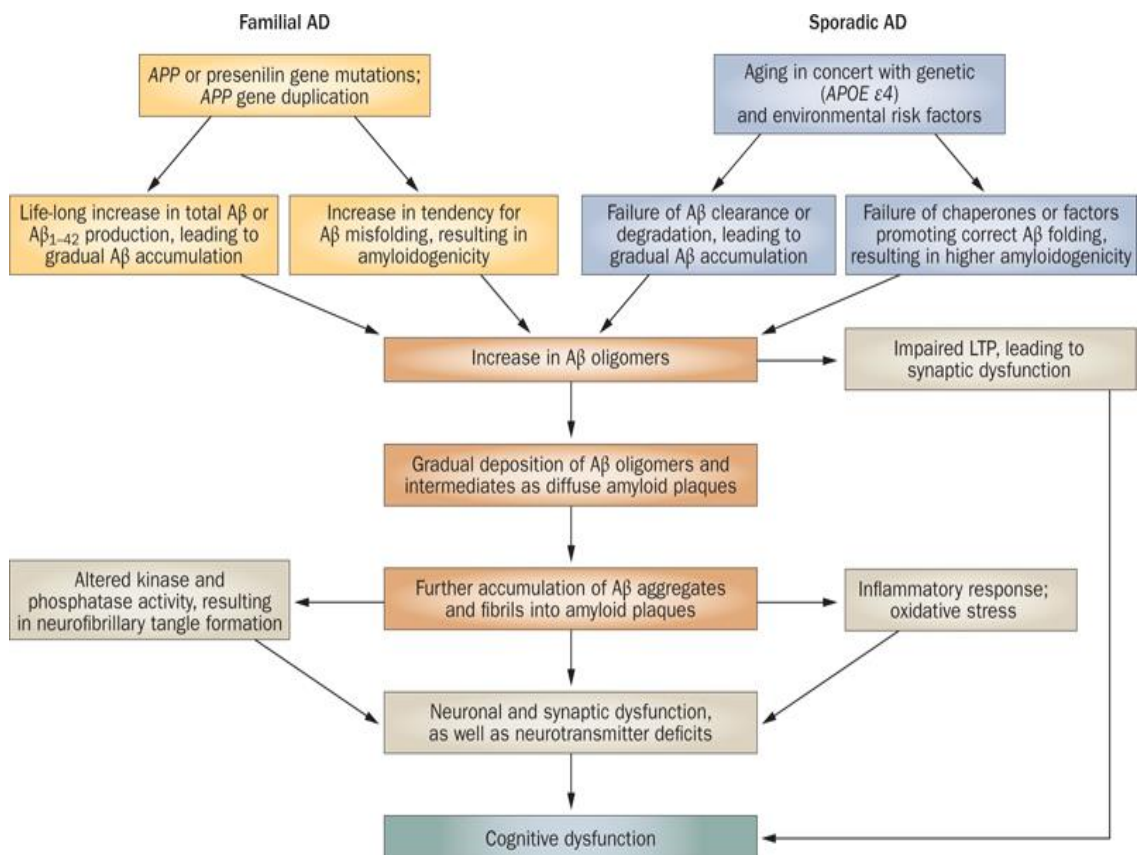 Familial AD
Sporadic AD
APP or presenilin gene mutations;
APP gene duplication
Aging in concert with genetic
(APOE ε4)
and environmental risk factors
Life-long increase in total Aβ or
Aβ1–42 production, leading to
gradual Aβ accumulation
Increase in tendency for
Aβ misfolding, resulting in
amyloidogenicity
Failure of Aβ clearance or
degradation, leading to
gradual Aβ accumulation
Failure of chaperones or factors
promoting correct Aβ folding,
resulting in higher amyloidogenicity
Increase in Aβ oligomers
Impaired LTP, leading to
synaptic dysfunction
Gradual deposition of Aβ oligomers and
intermediates as diffuse amyloid plaques
Altered kinase and
phosphatase activity, resulting
in neurofibrillary tangle formation
Further accumulation of Aβ aggregates
and fibrils into amyloid plaques
Inflammatory response;
oxidative stress
Neuronal and synaptic dysfunction,
as well as neurotransmitter deficits
Cognitive dysfunction